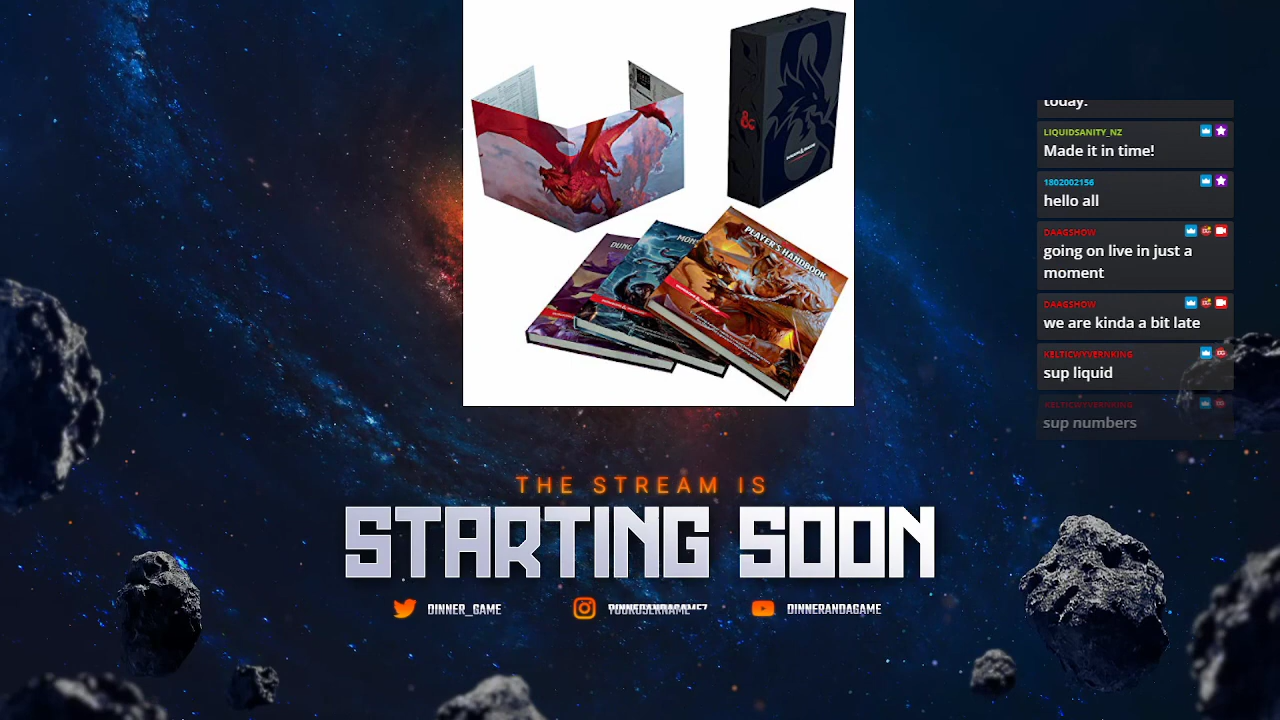 PLAYER'S HANDBOOK
today.
LIQUIDSANITY_NZ
Made it in time!
1802002156
hello all
DAAGSHOW
going on live in just a
moment
DAAGSHOW
we are kinda a bit late
KELTICWYVERNKING
sup liquid
KELTICWYVERNKING
sup numbers
THE STREAM IS
STARTING SOON
DINNER_GAME
DINNERANDAGAME